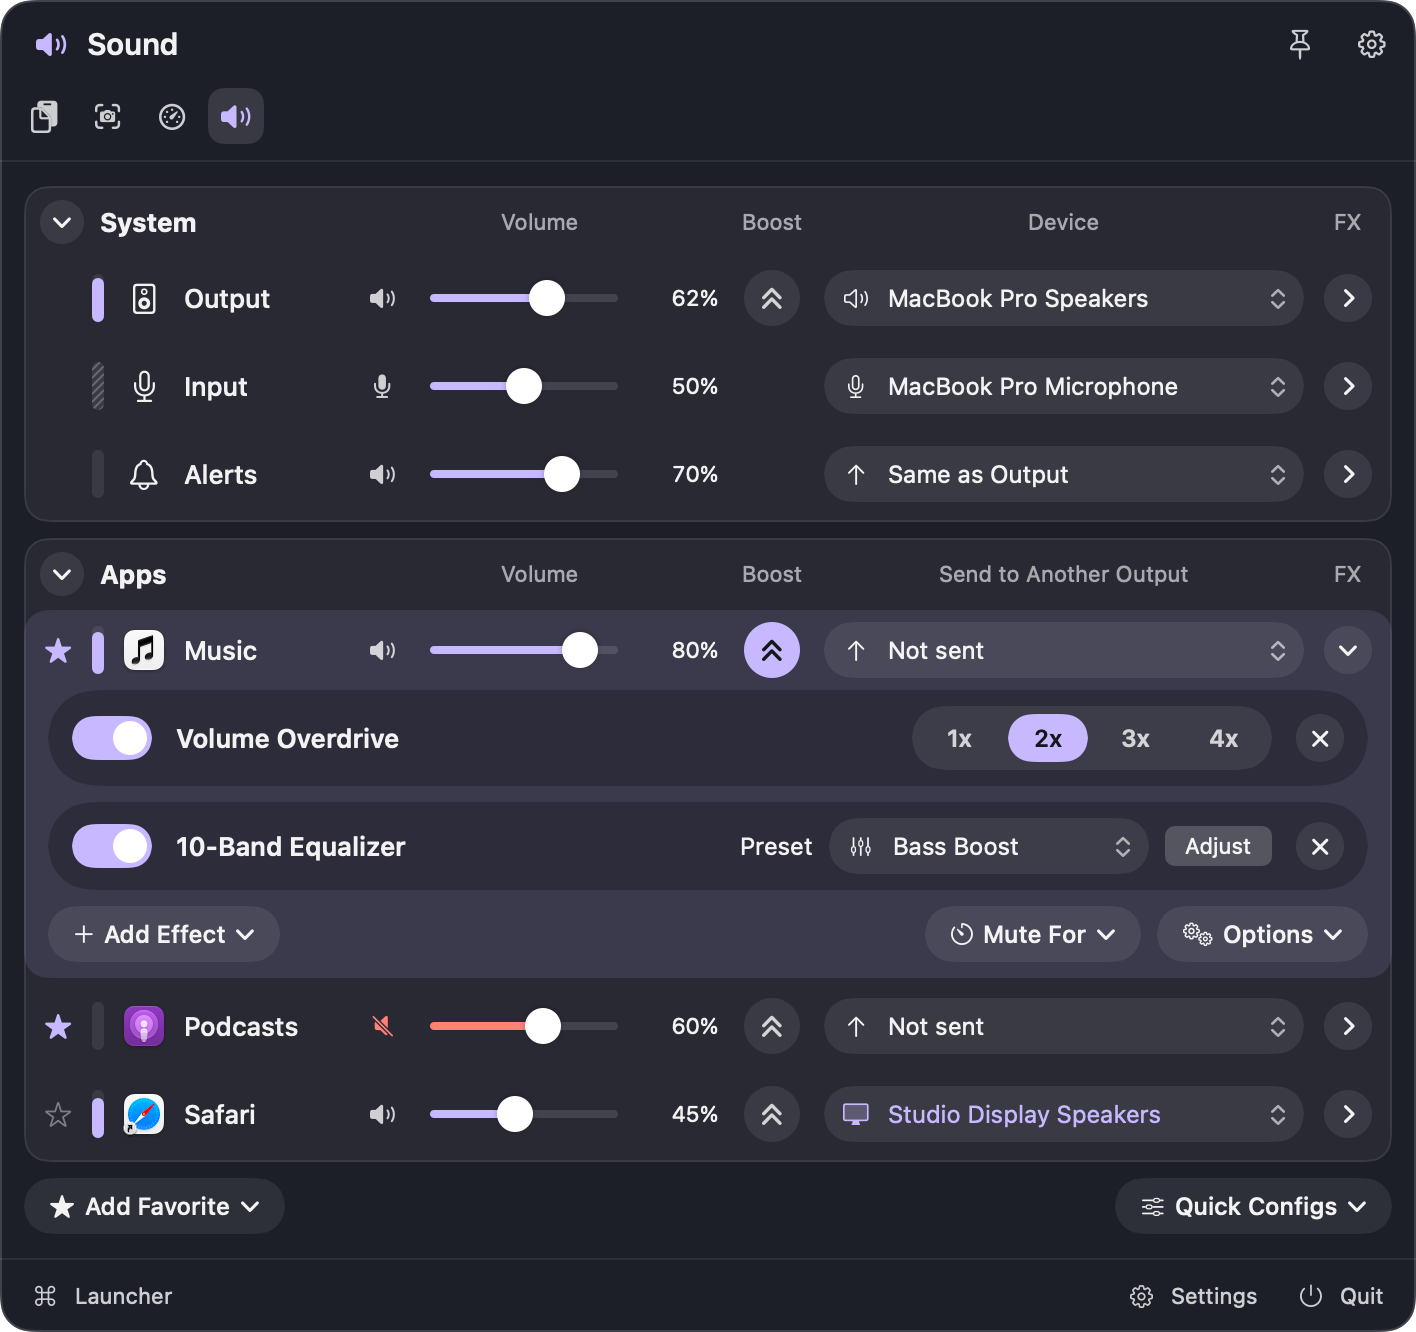 Sound
System Volume Boost Device FX
Output 62% MacBook Pro Speakers
Input 50% MacBook Pro Microphone
Alerts 70% Same as Output
Apps Volume Boost Send to Another Output FX
Music 80% Not sent
Volume Overdrive 1x 2x 3x 4x
10-Band Equalizer Preset Bass Boost Adjust
Add Effect Mute For Options
Podcasts 60% Not sent
Safari 45% Studio Display Speakers
Add Favorite Quick Configs
Launcher Settings Quit